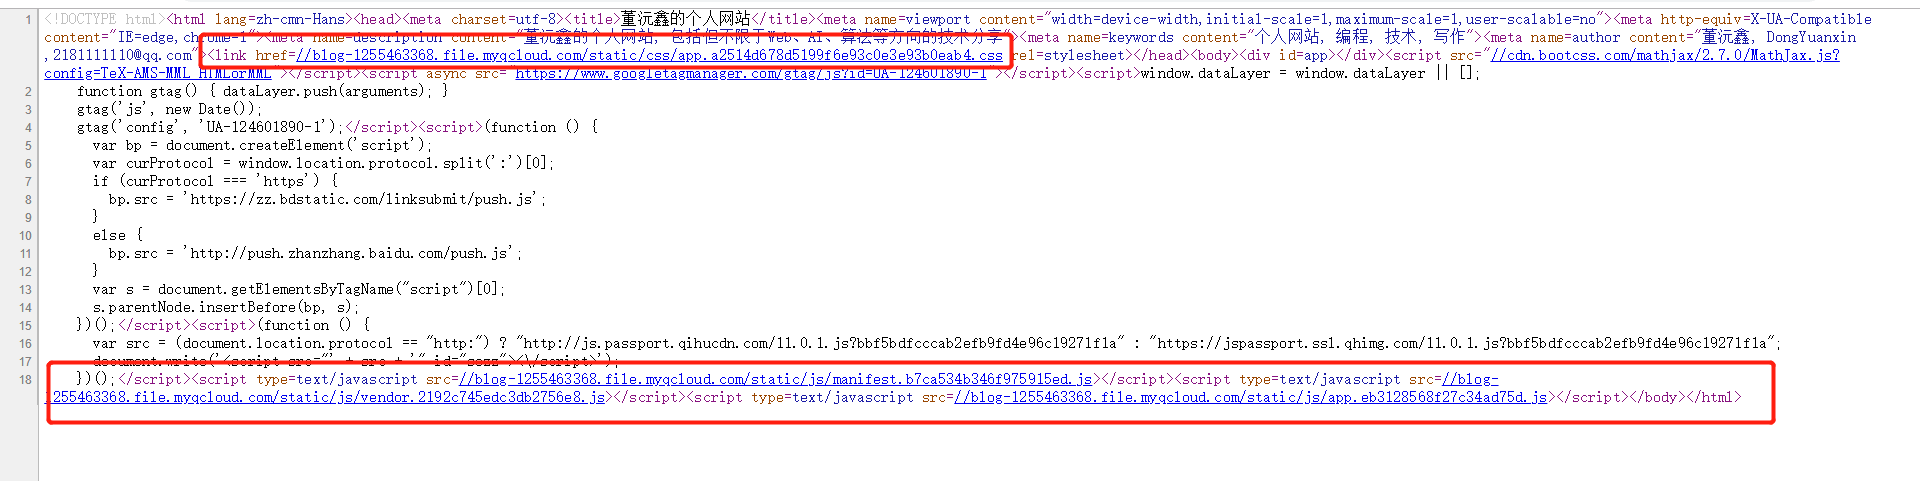 1 <!DOCTYPE html><html lang=zh-cmn-Hans><head><meta charset=utf-8><title>董沅鑫的个人网站</title><meta name=viewport content="width=device-width,initial-scale=1,maximum-scale=1,user-scalable=no"><meta http-equiv=X-UA-Compatible
content="IE=edge,chrome=1"><meta name=description content="董沅鑫的个人网站，包括但不限于Web、AI、算法等方向的技术分享"><meta name=keywords content="个人网站, 编程, 技术, 写作"><meta name=author content="董沅鑫, DongYuanxin
,2181111110@qq.com"><link href=//blog-1255463368.file.myqcloud.com/static/css/app.a2514d678d5199f6e93c0e3e93b0eab4.css rel=stylesheet></head><body><div id=app></div><script src="//cdn.bootcss.com/mathjax/2.7.0/MathJax.js?
config=TeX-AMS-MML_HTMLorMML"></script><script async src="https://www.googletagmanager.com/gtag/js?id=UA-124601890-1"></script><script>window.dataLayer = window.dataLayer || [];
2 function gtag() { dataLayer.push(arguments); }
3 gtag('js', new Date());
4 gtag('config', 'UA-124601890-1');</script><script>(function () {
5 var bp = document.createElement('script');
6 var curProtocol = window.location.protocol.split(':')[0];
7 if (curProtocol === 'https') {
8 bp.src = 'https://zz.bdstatic.com/linksubmit/push.js';
9 }
10 else {
11 bp.src = 'http://push.zhanzhang.baidu.com/push.js';
12 }
13 var s = document.getElementsByTagName("script")[0];
14 s.parentNode.insertBefore(bp, s);
15 })();</script><script>(function () {
16 var src = (document.location.protocol == "http:") ? "http://js.passport.qihucdn.com/11.0.1.js?bbf5bdfcccab2efb9fd4e96c19271f1a" : "https://jspassport.ssl.qhimg.com/11.0.1.js?bbf5bdfcccab2efb9fd4e96c19271f1a";
17 document.write('<script src="' + src + '" id="sozz"><\/script>');
18 })();</script><script type=text/javascript src=//blog-1255463368.file.myqcloud.com/static/js/manifest.b7ca534b346f975915ed.js></script><script type=text/javascript src=//blog-
1255463368.file.myqcloud.com/static/js/vendor.2192c745edc3db2756e8.js></script><script type=text/javascript src=//blog-1255463368.file.myqcloud.com/static/js/app.eb3128568f27c34ad75d.js></script></body></html>